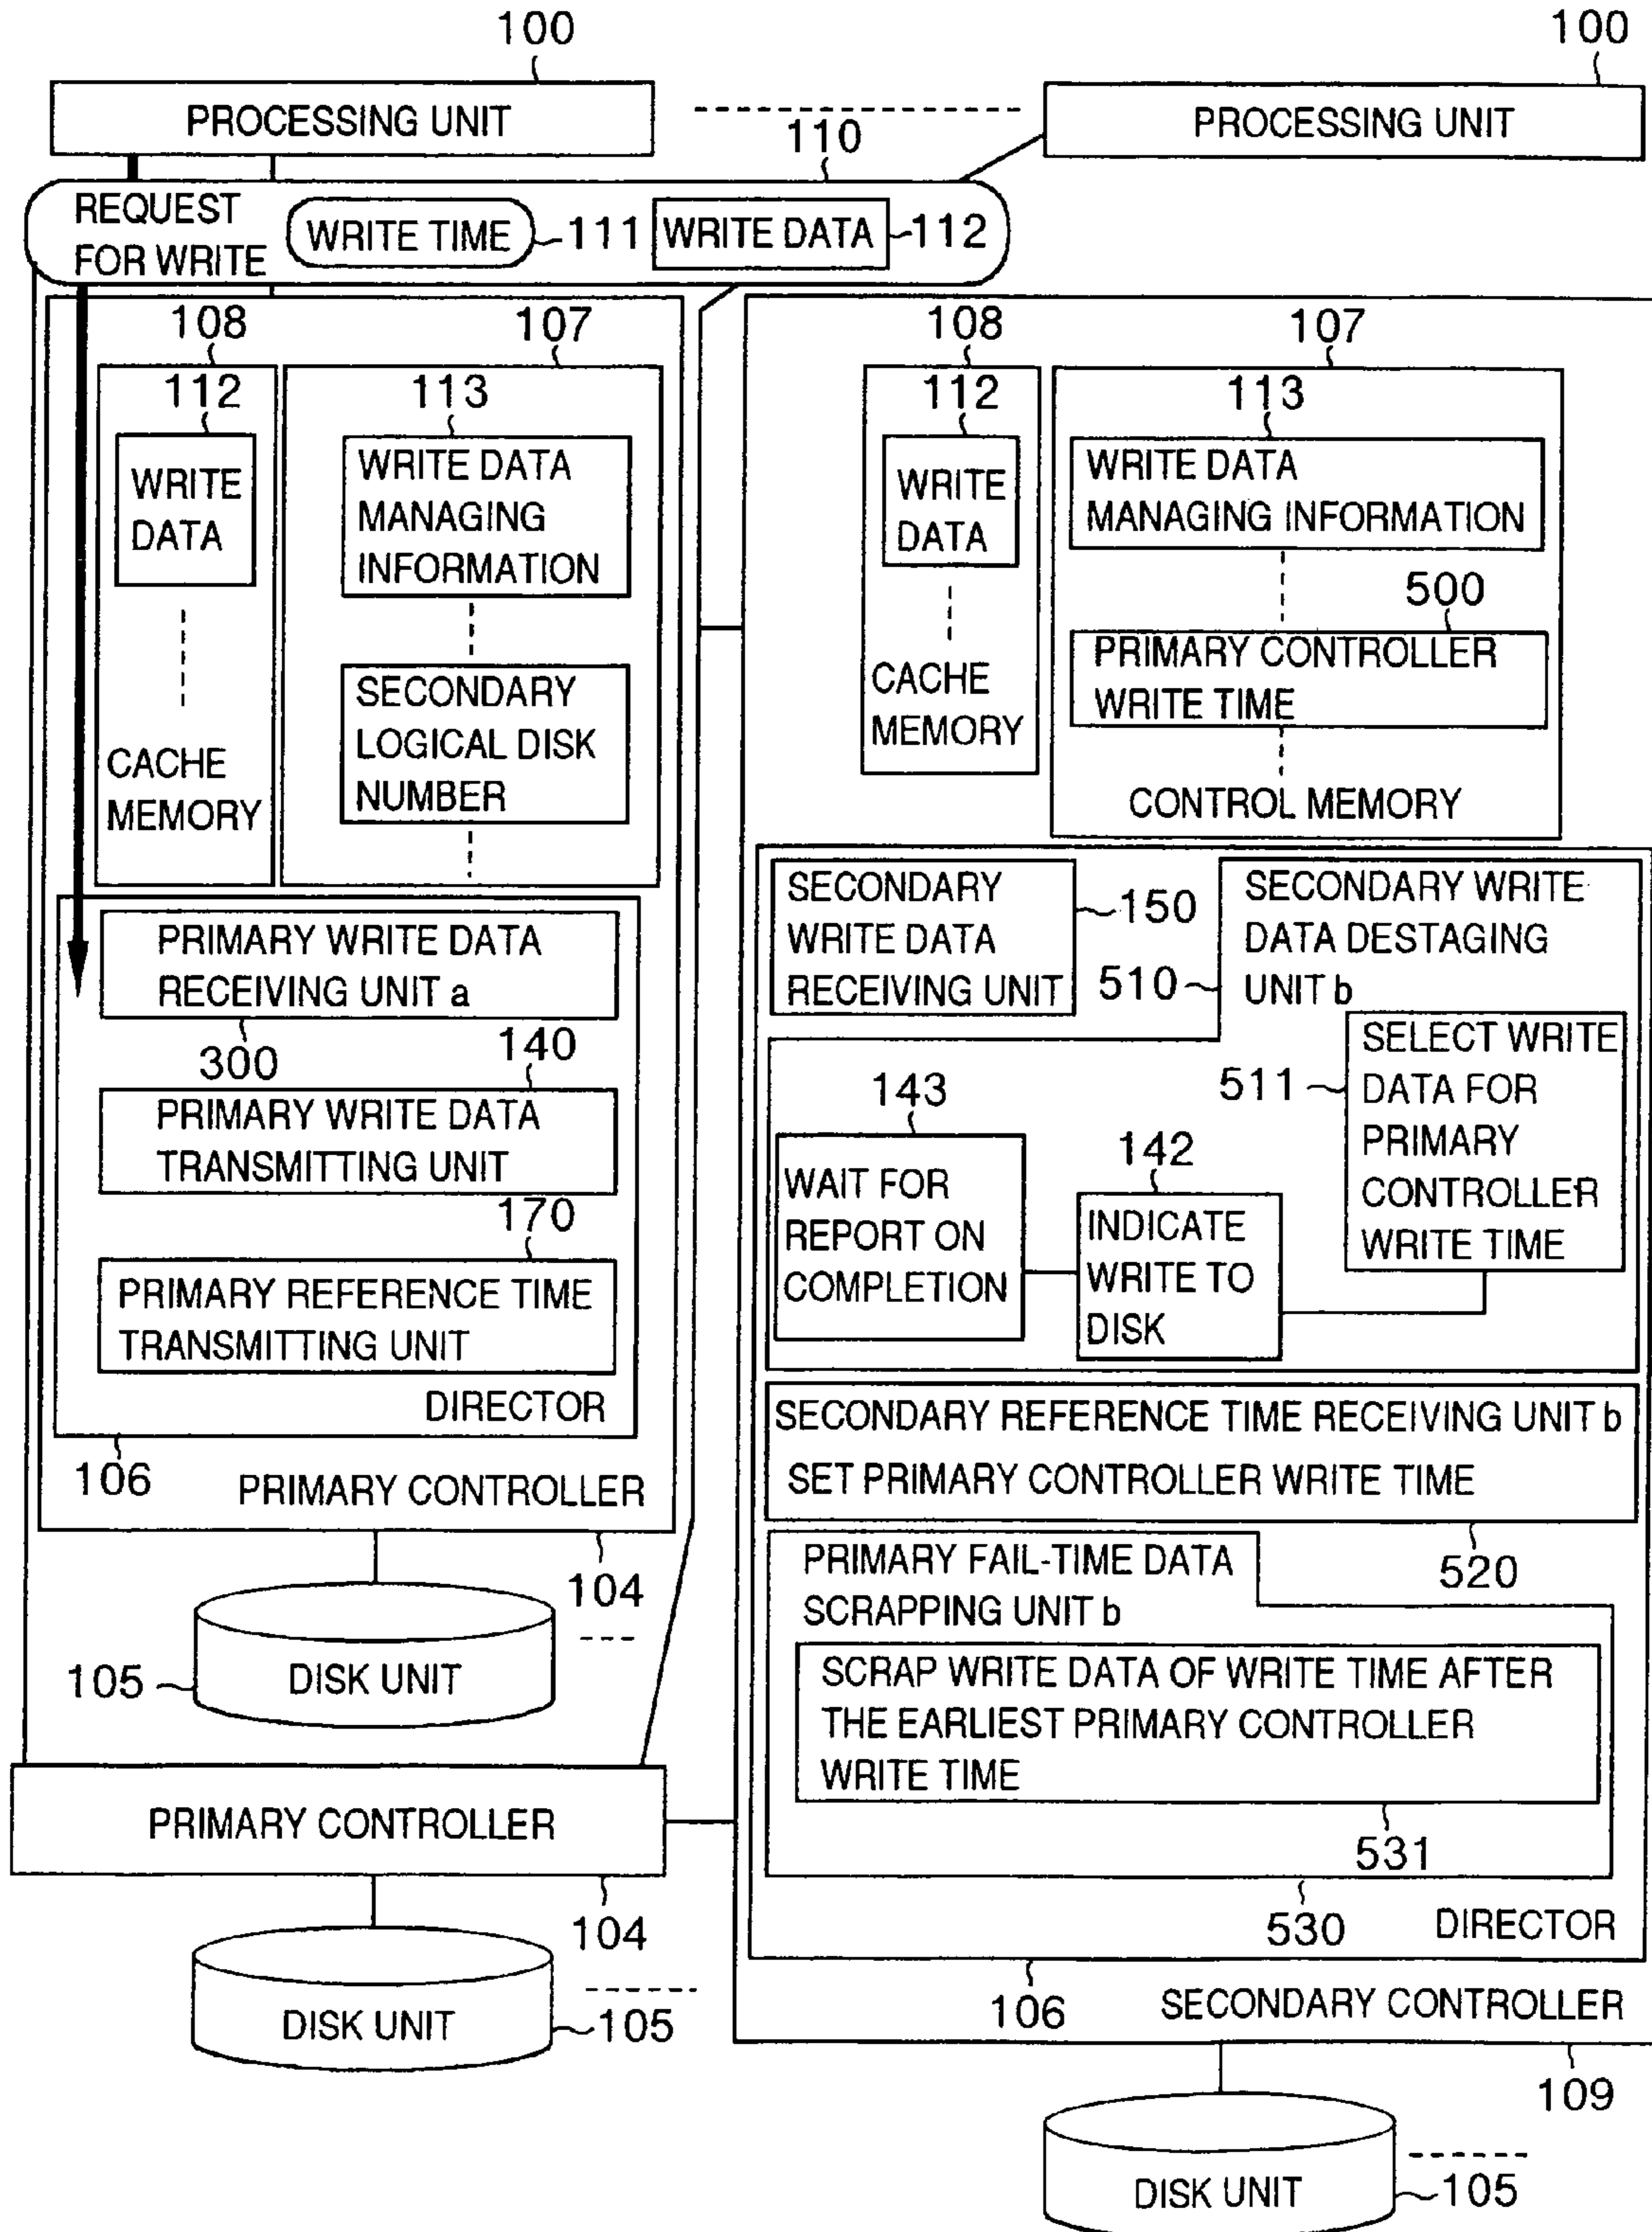 100
100
PROCESSING UNIT
PROCESSING UNIT
110
REQUEST
FOR WRITE
WRITE TIME
111
WRITE DATA
112
108
107
112
113
WRITE
DATA
WRITE DATA
MANAGING
INFORMATION
SECONDARY
LOGICAL DISK
NUMBER
CACHE
MEMORY
PRIMARY WRITE DATA
RECEIVING UNIT a
300
140
PRIMARY WRITE DATA
TRANSMITTING UNIT
170
PRIMARY REFERENCE TIME
TRANSMITTING UNIT
DIRECTOR
106
PRIMARY CONTROLLER
104
105
DISK UNIT
PRIMARY CONTROLLER
104
DISK UNIT
105
108
107
112
113
WRITE
DATA
WRITE DATA
MANAGING INFORMATION
500
PRIMARY CONTROLLER
WRITE TIME
CACHE
MEMORY
CONTROL MEMORY
SECONDARY
WRITE DATA
RECEIVING UNIT
150
510
SECONDARY WRITE
DATA DESTAGING
UNIT b
511
SELECT WRITE
DATA FOR
PRIMARY
CONTROLLER
WRITE TIME
143
WAIT FOR
REPORT ON
COMPLETION
142
INDICATE
WRITE TO
DISK
SECONDARY REFERENCE TIME RECEIVING UNIT b
SET PRIMARY CONTROLLER WRITE TIME
520
PRIMARY FAIL-TIME DATA
SCRAPPING UNIT b
SCRAP WRITE DATA OF WRITE TIME AFTER
THE EARLIEST PRIMARY CONTROLLER
WRITE TIME
531
530
DIRECTOR
106
SECONDARY CONTROLLER
109
DISK UNIT
105